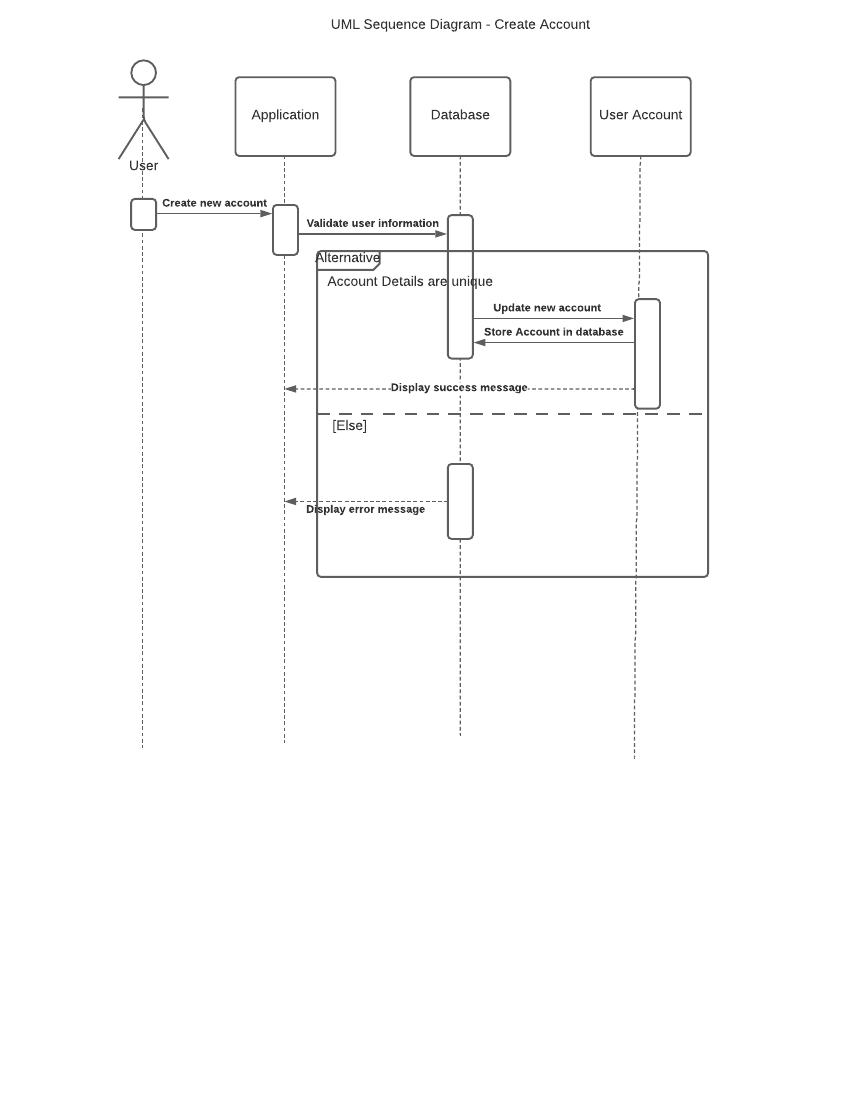 UML Sequence Diagram - Create Account
Application
Database
User Account
User
Create new account
Validate user information
Alternative
Account Details are unique
Update new account
Store Account in database
Display success message
[Else]
Display error message